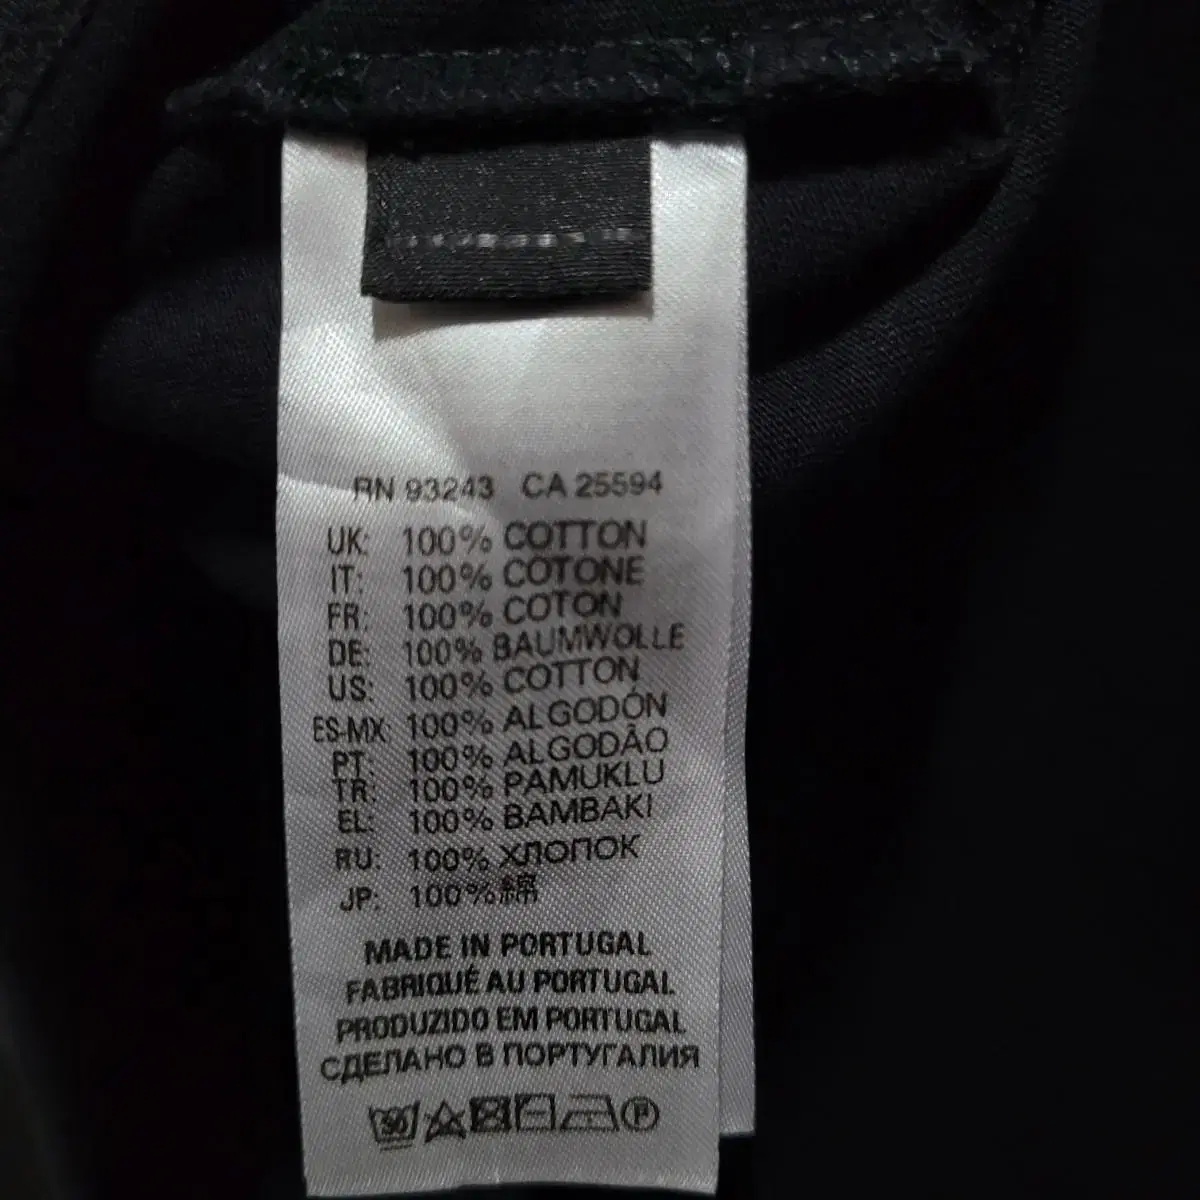 RN 93243 CA 25594
UK: 100% COTTON
IT: 100% COTONE
FR: 100% COTON
DE: 100% BAUMWOLLE
US: 100% COTTON
ES-MX: 100% ALGODÓN
PT: 100% ALGODÃO
TR: 100% PAMUKLU
EL: 100% BAMBAKI
RU: 100% ХЛОПОК
JP: 100% 綿
MADE IN PORTUGAL
FABRIQUÉ AU PORTUGAL
PRODUZIDO EM PORTUGAL
СДЕЛАНО В ПОРТУГАЛИЯ
30 P